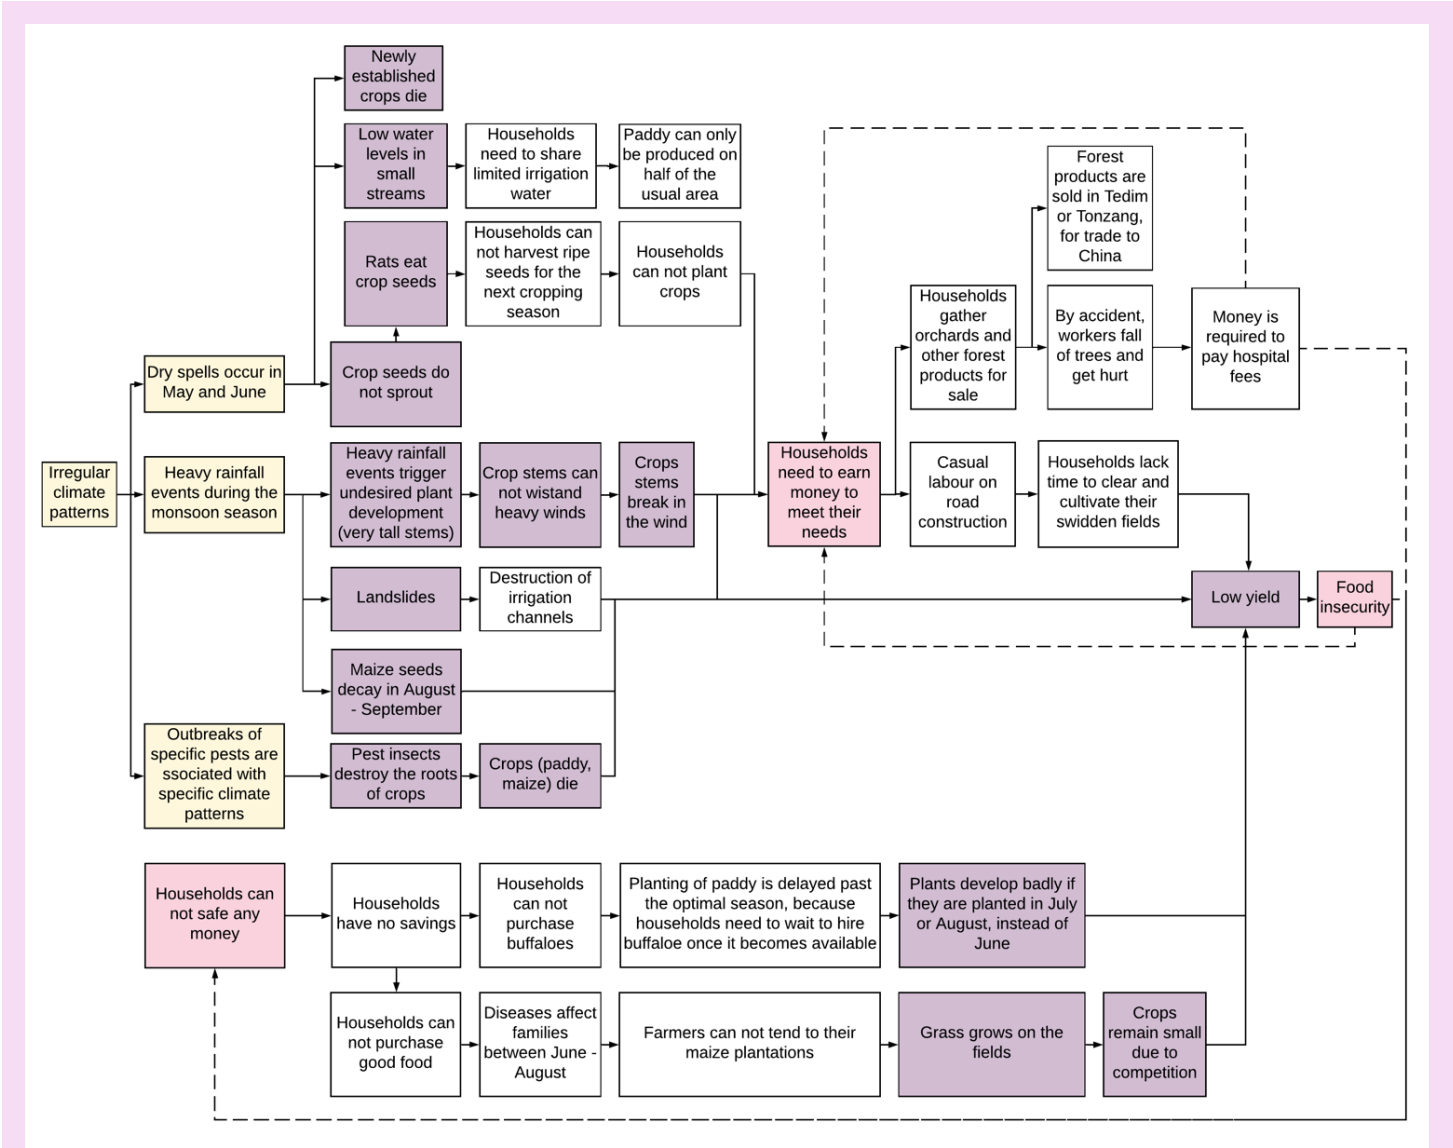 Newly
established
crops die
Low water
levels in
small
streams
Households
need to share
limited irrigation
water
Paddy can only
be produced on
half of the
usual area
Rats eat
crop seeds
Households can
not harvest ripe
seeds for the
next cropping
season
Households
can not plant
crops
Forest
products are
sold in Tedim
or Tonzang,
for trade to
China
Households
gather
orchards and
other forest
products for
sale
By accident,
workers fall
of trees and
get hurt
Money is
required to
pay hospital
fees
Dry spells occur in
May and June
Crop seeds do
not sprout
Irregular
climate
patterns
Heavy rainfall
events during the
monsoon season
Heavy rainfall
events trigger
undesired plant
development
(very tall stems)
Crop stems can
not wistand
heavy winds
Crops
stems
break in
the wind
Households
need to earn
money to
meet their
needs
Casual
labour on
road
construction
Households lack
time to clear and
cultivate their
swidden fields
Landslides
Destruction of
irrigation
channels
Low yield
Food
insecurity
Maize seeds
decay in August
- September
Outbreaks of
specific pests are
ssociated with
specific climate
patterns
Pest insects
destroy the roots
of crops
Crops (paddy,
maize) die
Households can
not safe any
money
Households
have no savings
Households
can not
purchase
buffaloes
Planting of paddy is delayed past
the optimal season, because
households need to wait to hire
buffaloe once it becomes available
Plants develop badly if
they are planted in July
or August, instead of
June
Households can
not purchase
good food
Diseases affect
families
between June -
August
Farmers can not tend to their
maize plantations
Grass grows on the
fields
Crops
remain small
due to
competition